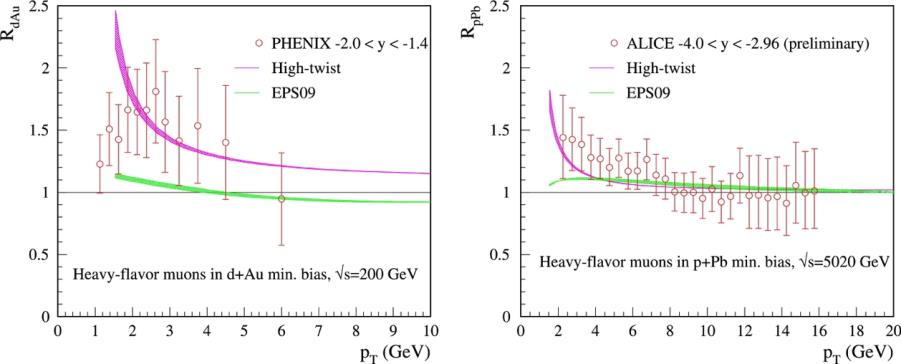 R_dAu
2.5
2
1.5
1
0.5
0
PHENIX -2.0 < y < -1.4
High-twist
EPS09
Heavy-flavor muons in d+Au min. bias, √s=200 GeV
0 1 2 3 4 5 6 7 8 9 10
p_T (GeV)
R_pPb
2.5
2
1.5
1
0.5
0
ALICE -4.0 < y < -2.96 (preliminary)
High-twist
EPS09
Heavy-flavor muons in p+Pb min. bias, √s=5020 GeV
0 2 4 6 8 10 12 14 16 18 20
p_T (GeV)